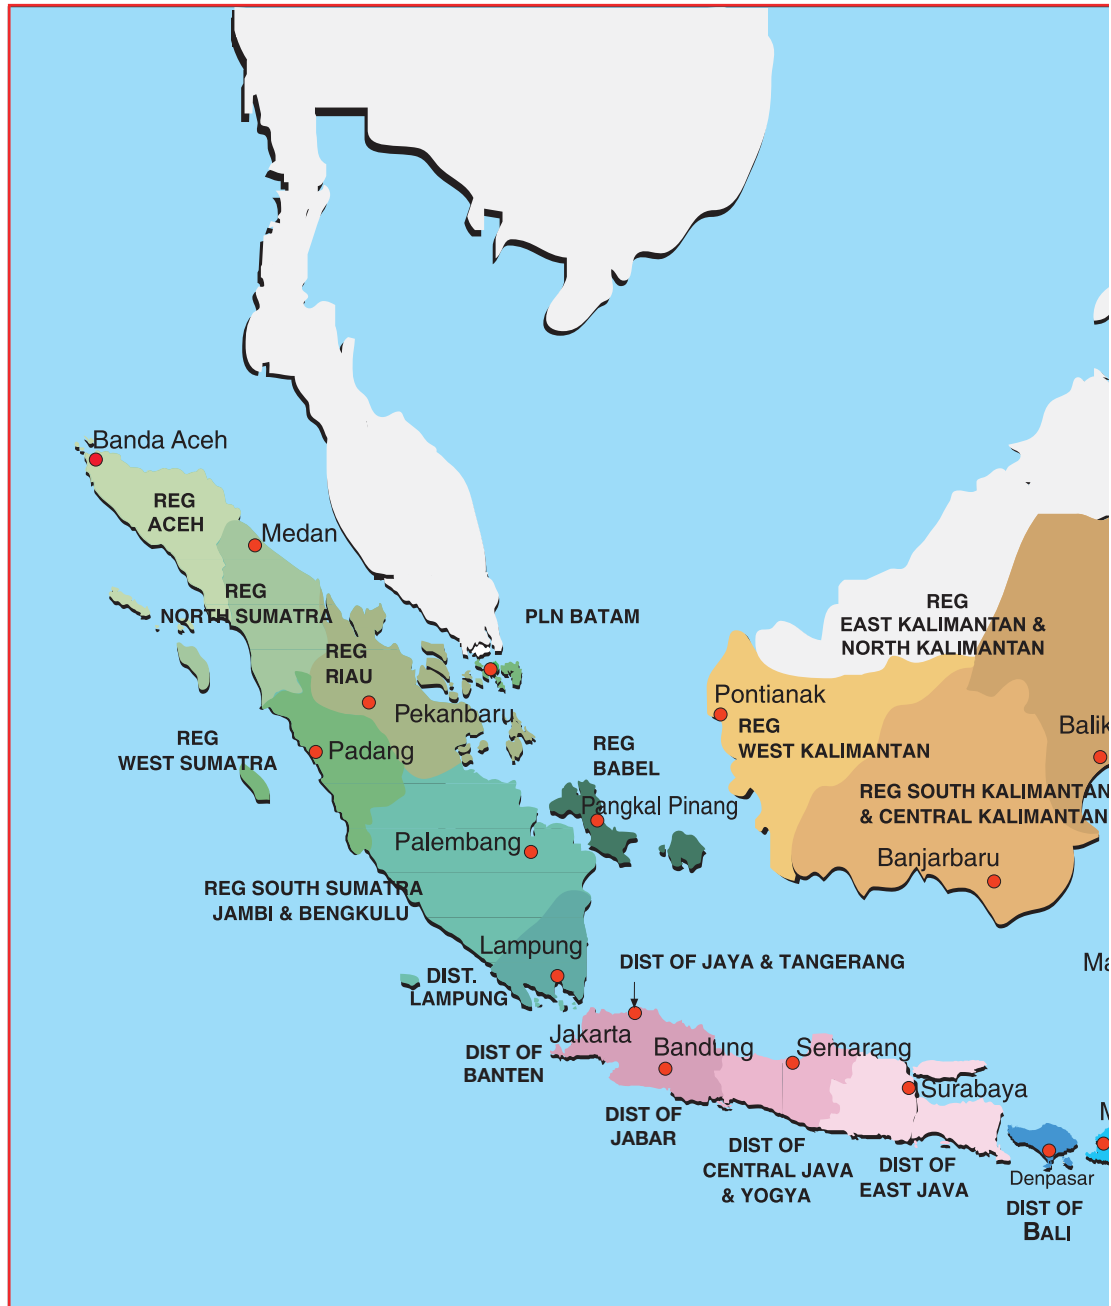 Banda Aceh
REG
ACEH
Medan
REG
NORTH SUMATRA
PLN BATAM
REG
RIAU
Pekanbaru
REG
WEST SUMATRA
Padang
REG
BABEL
Pangkal Pinang
Palembang
REG SOUTH SUMATRA
JAMBI & BENGKULU
Lampung
DIST.
LAMPUNG
REG
EAST KALIMANTAN &
NORTH KALIMANTAN
Pontianak
REG
WEST KALIMANTAN
Balik
REG SOUTH KALIMANTAN
& CENTRAL KALIMANTAN
Banjarbaru
Ma
DIST OF JAYA & TANGERANG
Jakarta
DIST OF
BANTEN
Bandung
Semarang
Surabaya
DIST OF
JABAR
DIST OF
CENTRAL JAVA
& YOGYA
DIST OF
EAST JAVA
M
Denpasar
DIST OF
BALI